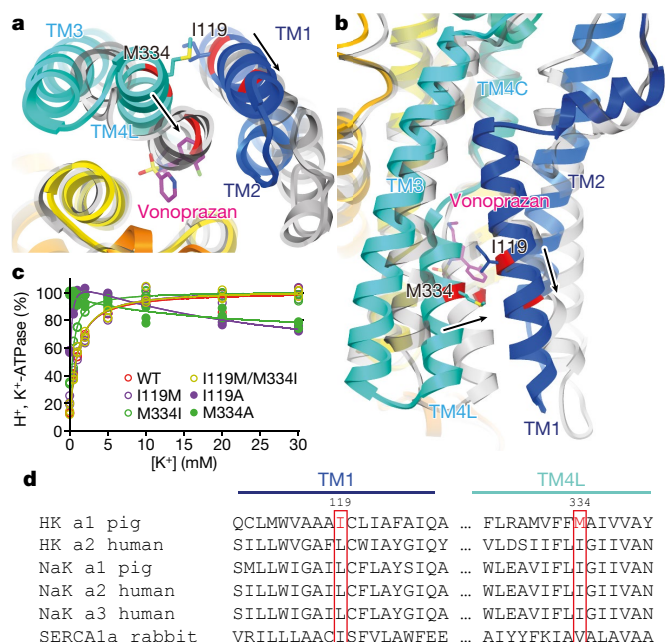 a
TM3
M334
I119
TM1
TM4L
TM2
Vonoprazan
b
TM4C
TM3
TM2
Vonoprazan
I119
M334
TM4L
TM1
c
H⁺, K⁺-ATPase (%)
100
80
60
40
20
0
WT
I119M
M334I
I119M/M334I
I119A
M334A
0 5 10 15 20 25 30
[K⁺] (mM)
d
TM1 TM4L
119 334
HK a1 pig QCLMWVAAAICLIAFAIQA … FLRAMVFFMAIVVAY
HK a2 human SILLWVGAFLCWIAYGIQY … VLDSIIFLIGIIVAN
NaK a1 pig SMLLWIGAILCFLAYSIQA … WLEAVIFLIGIIVAN
NaK a2 human SILLWIGAILCFLAYGIQA … WLEAVIFLIGIIVAN
NaK a3 human SILLWIGAILCFLAYGIQA … WLEAVIFLIGIIVAN
SERCA1a rabbit VRILLLAACISFVLAWFEE … AIYYFKIAVALAVAA